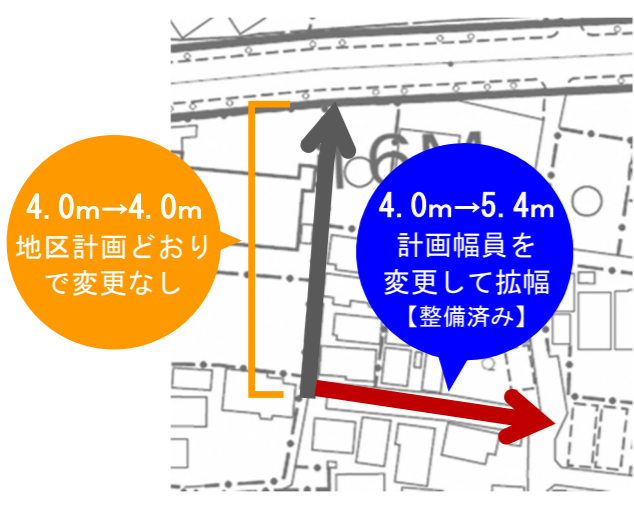 4.0m→4.0m
地区計画どおり
で変更なし
6M
4.0m→5.4m
計画幅員を
変更して拡幅
【整備済み】